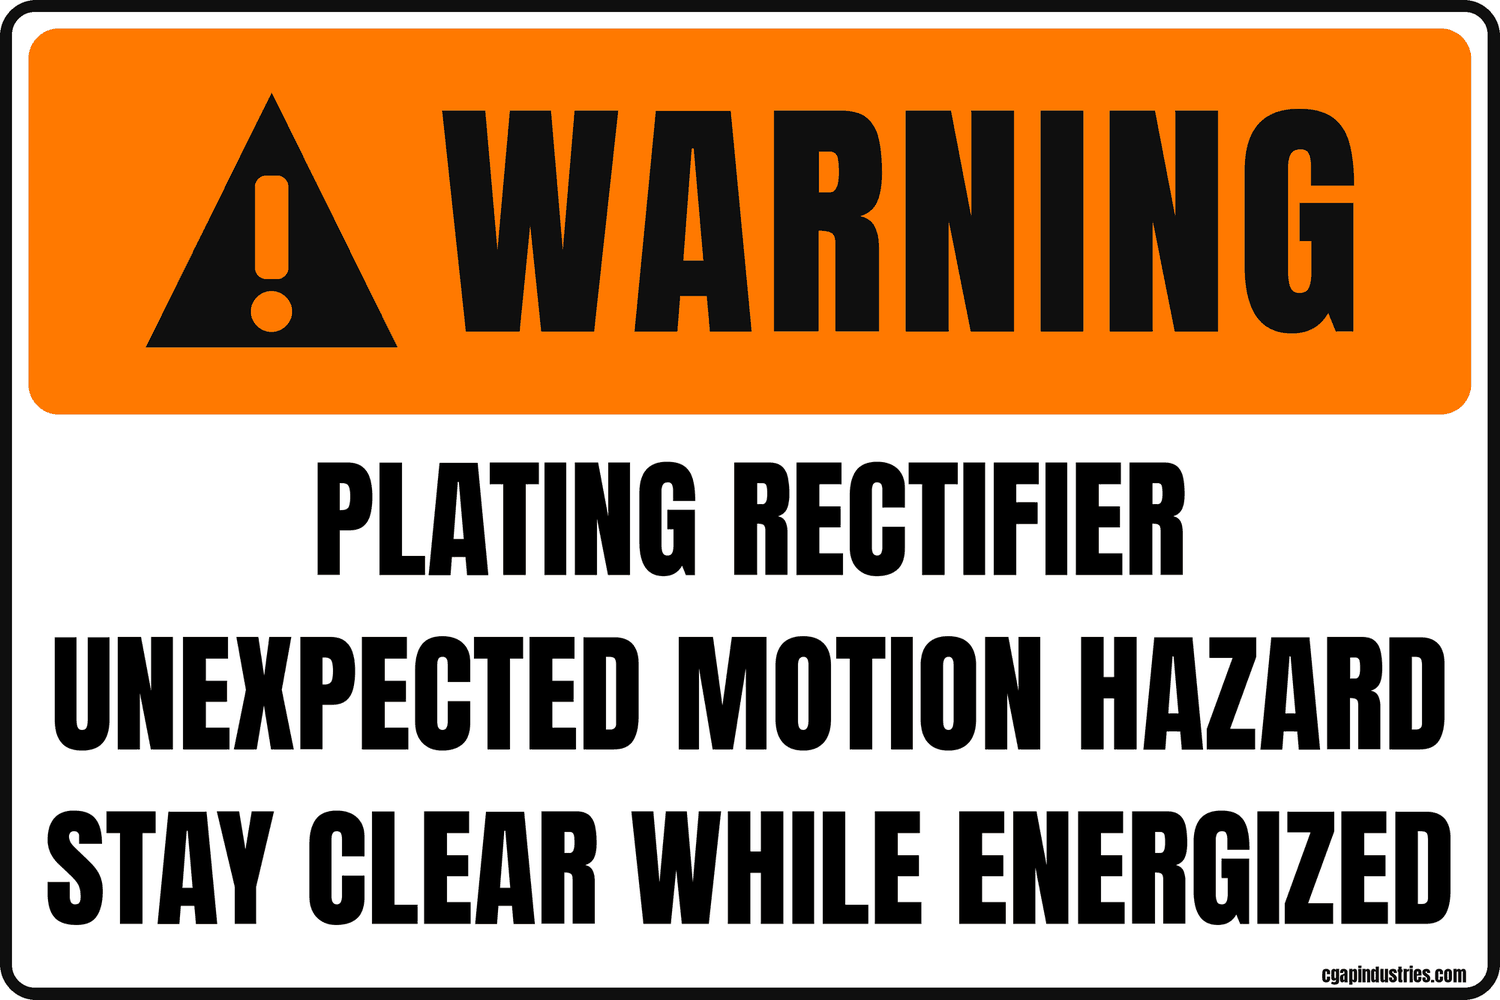 WARNING
PLATING RECTIFIER
UNEXPECTED MOTION HAZARD
STAY CLEAR WHILE ENERGIZED
cgapindustries.com